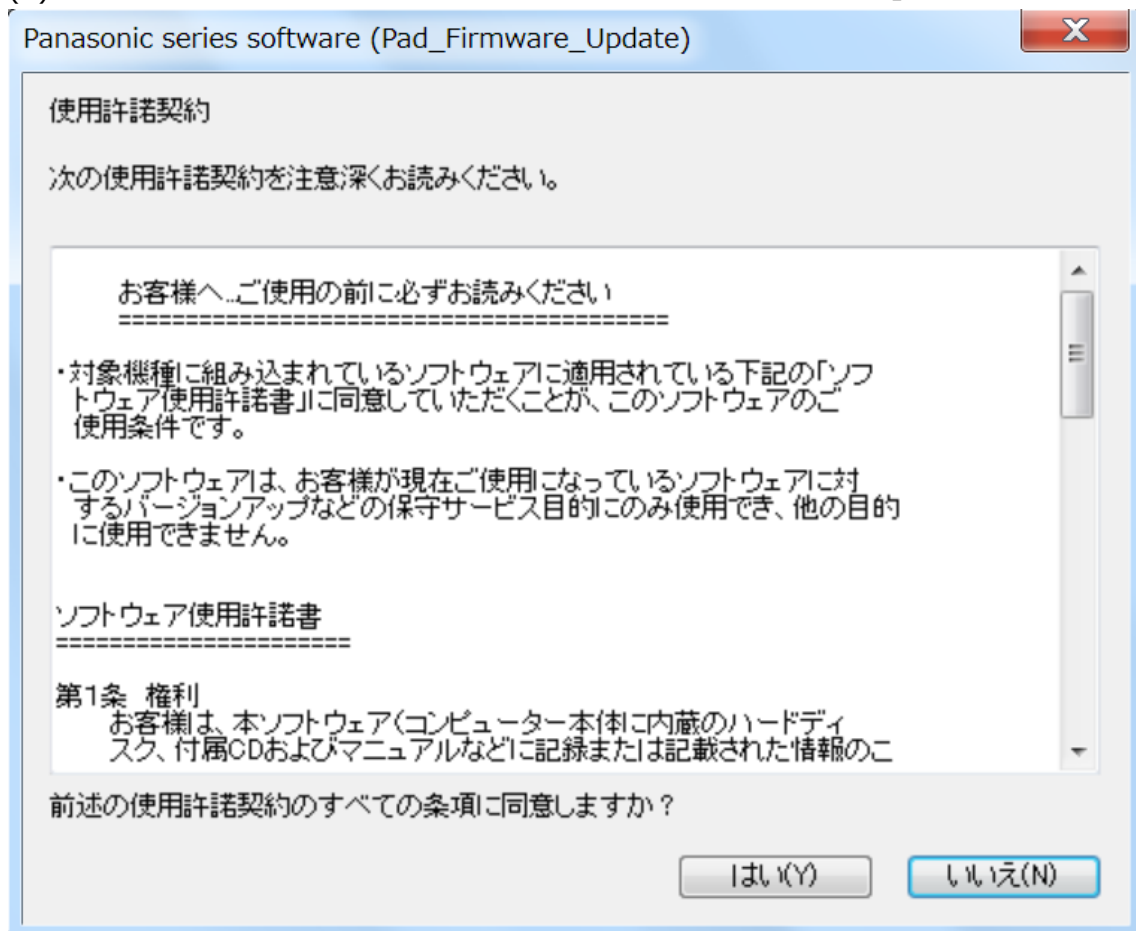 Panasonic series software (Pad_Firmware_Update)
使用許諾契約
次の使用許諾契約を注意深くお読みください。
お客様へ…ご使用の前に必ずお読みください
=========================================
・対象機種に組み込まれているソフトウェアに適用されている下記の「ソフ
トウェア使用許諾書」に同意していただくことが、このソフトウェアのご
使用条件です。
・このソフトウェアは、お客様が現在ご使用になっているソフトウェアに対
するバージョンアップなどの保守サービス目的にのみ使用でき、他の目的
に使用できません。
ソフトウェア使用許諾書
======================
第1条 権利
お客様は、本ソフトウェア(コンピューター本体に内蔵のハードディ
スク、付属CDおよびマニュアルなどに記録または記載された情報のこ
前述の使用許諾契約のすべての条項に同意しますか？
はい(Y)
いいえ(N)